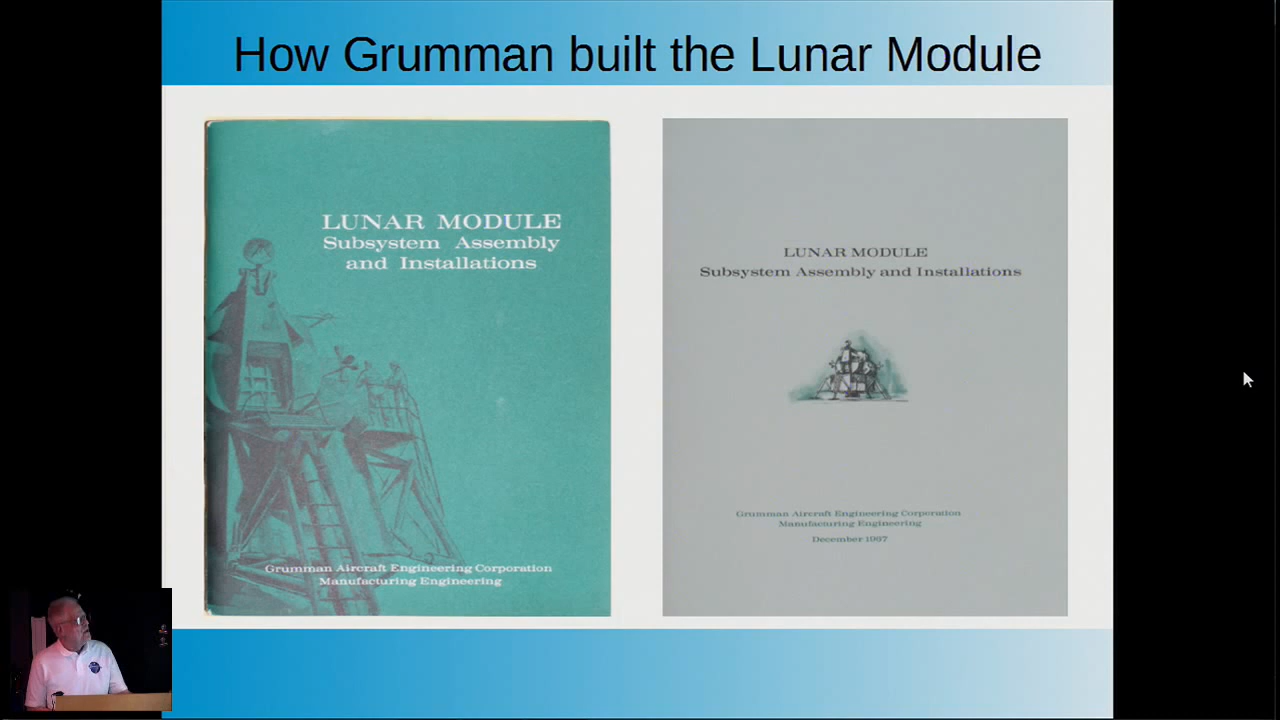 How Grumman built the Lunar Module
LUNAR MODULE
Subsystem Assembly
and Installations
Grumman Aircraft Engineering Corporation
Manufacturing Engineering
LUNAR MODULE
Subsystem Assembly and Installations
Grumman Aircraft Engineering Corporation
Manufacturing Engineering
December 1967